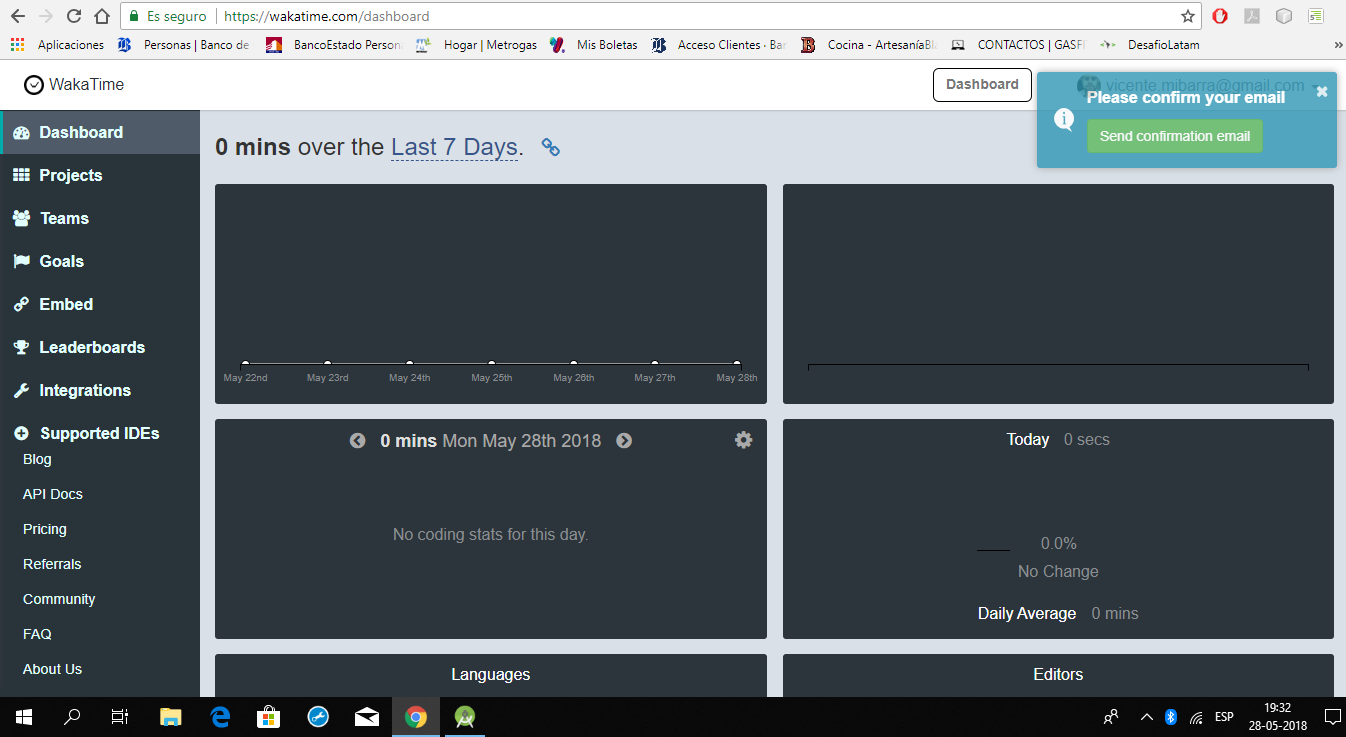 Es seguro https://wakatime.com/dashboard
Aplicaciones Personas | Banco de BancoEstado Person Hogar | Metrogas Mis Boletas Acceso Clientes · Ba Cocina - ArtesaníaBl CONTACTOS | GASF DesafioLatam »
WakaTime
Dashboard
vicente.mibarra@gmail.com
Please confirm your email
Send confirmation email
Dashboard
Projects
Teams
Goals
Embed
Leaderboards
Integrations
Supported IDEs
Blog
API Docs
Pricing
Referrals
Community
FAQ
About Us
0 mins over the Last 7 Days.
May 22nd May 23rd May 24th May 25th May 26th May 27th May 28th
0 mins Mon May 28th 2018
No coding stats for this day.
Today 0 secs
0.0%
No Change
Daily Average 0 mins
Languages
Editors
ESP
19:32
28-05-2018